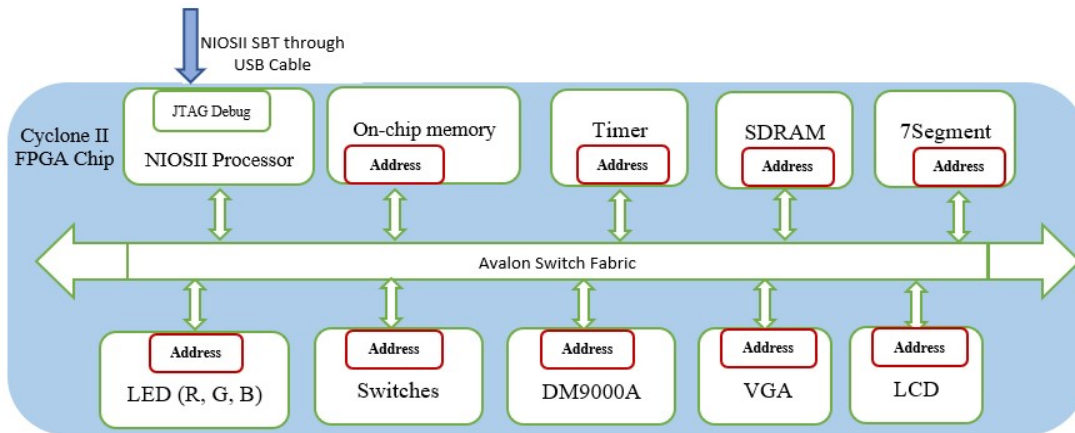 NIOSII SBT through
USB Cable
Cyclone II
FPGA Chip
JTAG Debug
NIOSII Processor
On-chip memory
Address
Timer
Address
SDRAM
Address
7Segment
Address
Avalon Switch Fabric
Address
LED (R, G, B)
Address
Switches
Address
DM9000A
Address
VGA
Address
LCD